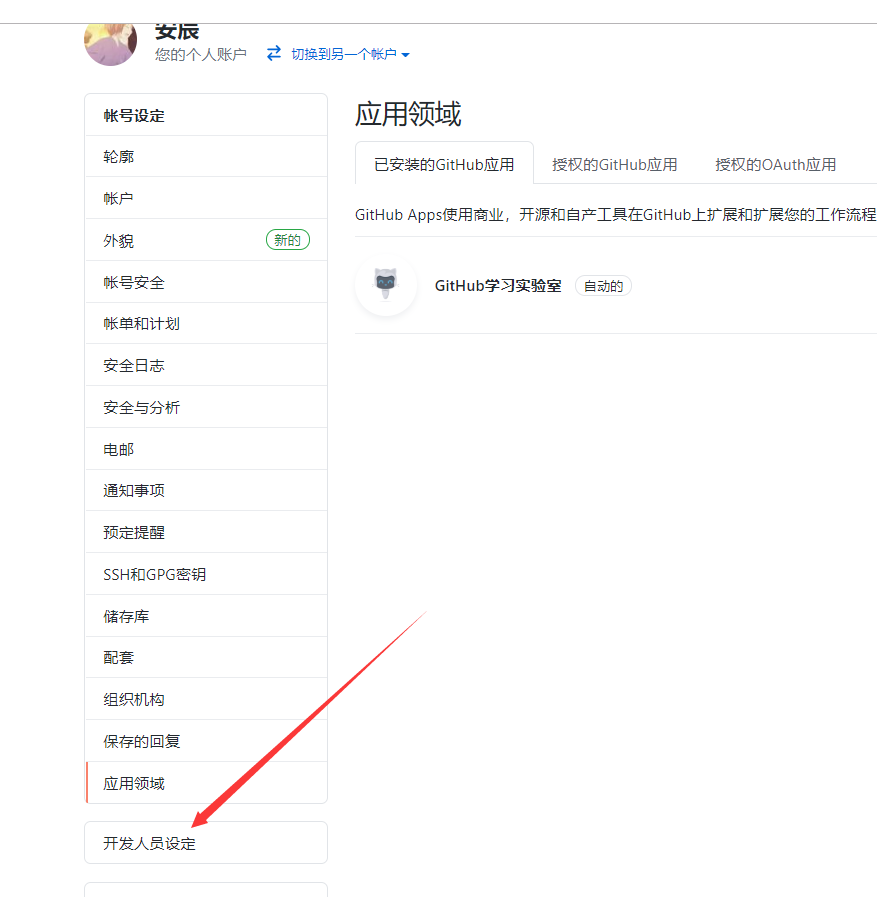 安辰
您的个人账户
切换到另一个帐户
帐号设定
轮廓
帐户
外貌 新的
帐号安全
帐单和计划
安全日志
安全与分析
电邮
通知事项
预定提醒
SSH和GPG密钥
储存库
配套
组织机构
保存的回复
应用领域
开发人员设定
应用领域
已安装的GitHub应用 授权的GitHub应用 授权的OAuth应用
GitHub Apps使用商业，开源和自产工具在GitHub上扩展和扩展您的工作流程
GitHub学习实验室 自动的